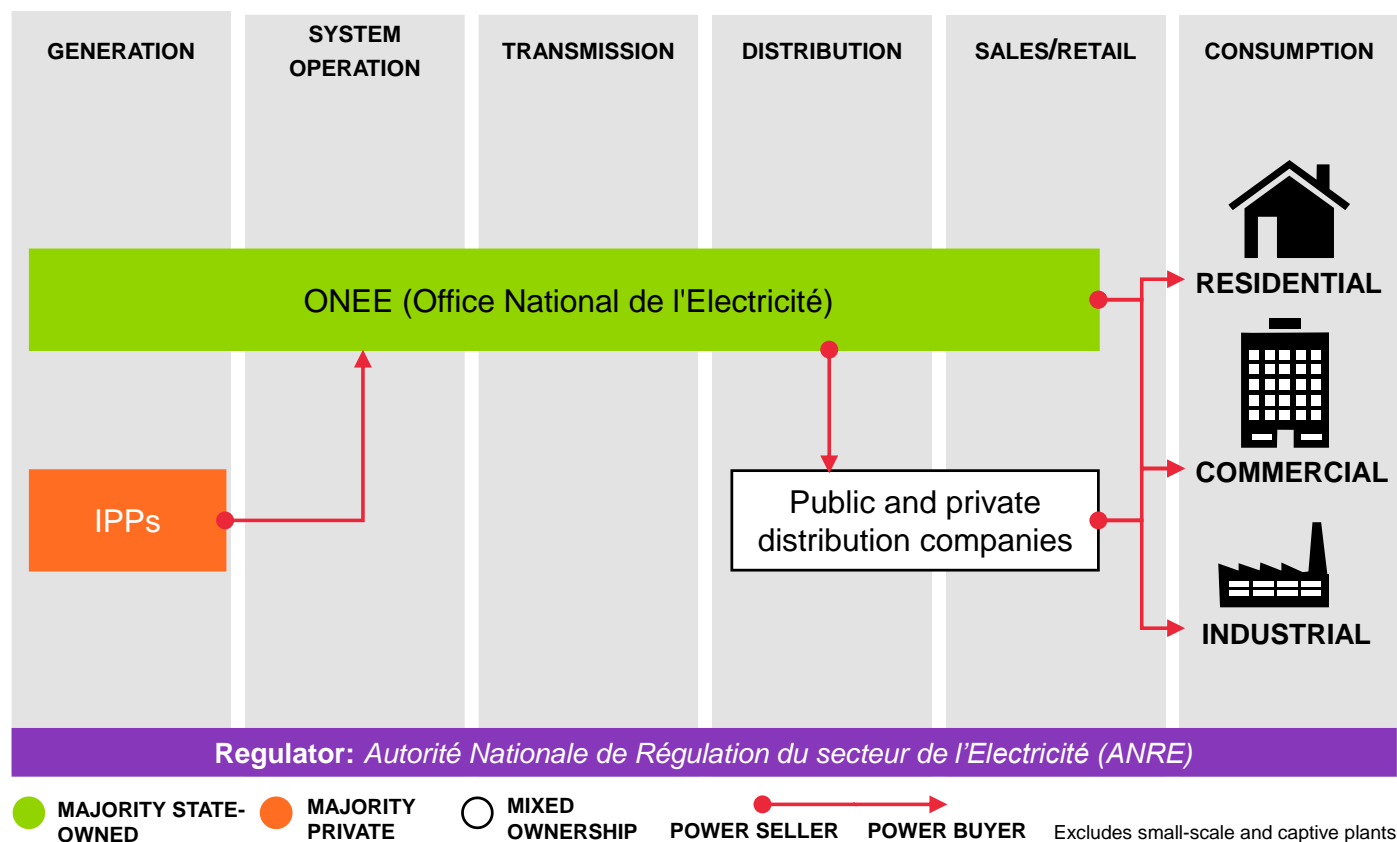 GENERATION
SYSTEM
OPERATION
TRANSMISSION
DISTRIBUTION
SALES/RETAIL
CONSUMPTION
ONEE (Office National de l'Electricité)
RESIDENTIAL
COMMERCIAL
IPPs
Public and private
distribution companies
INDUSTRIAL
Regulator: Autorité Nationale de Régulation du secteur de l’Electricité (ANRE)
MAJORITY STATE-
OWNED
MAJORITY
PRIVATE
MIXED
OWNERSHIP
POWER SELLER
POWER BUYER
Excludes small-scale and captive plants